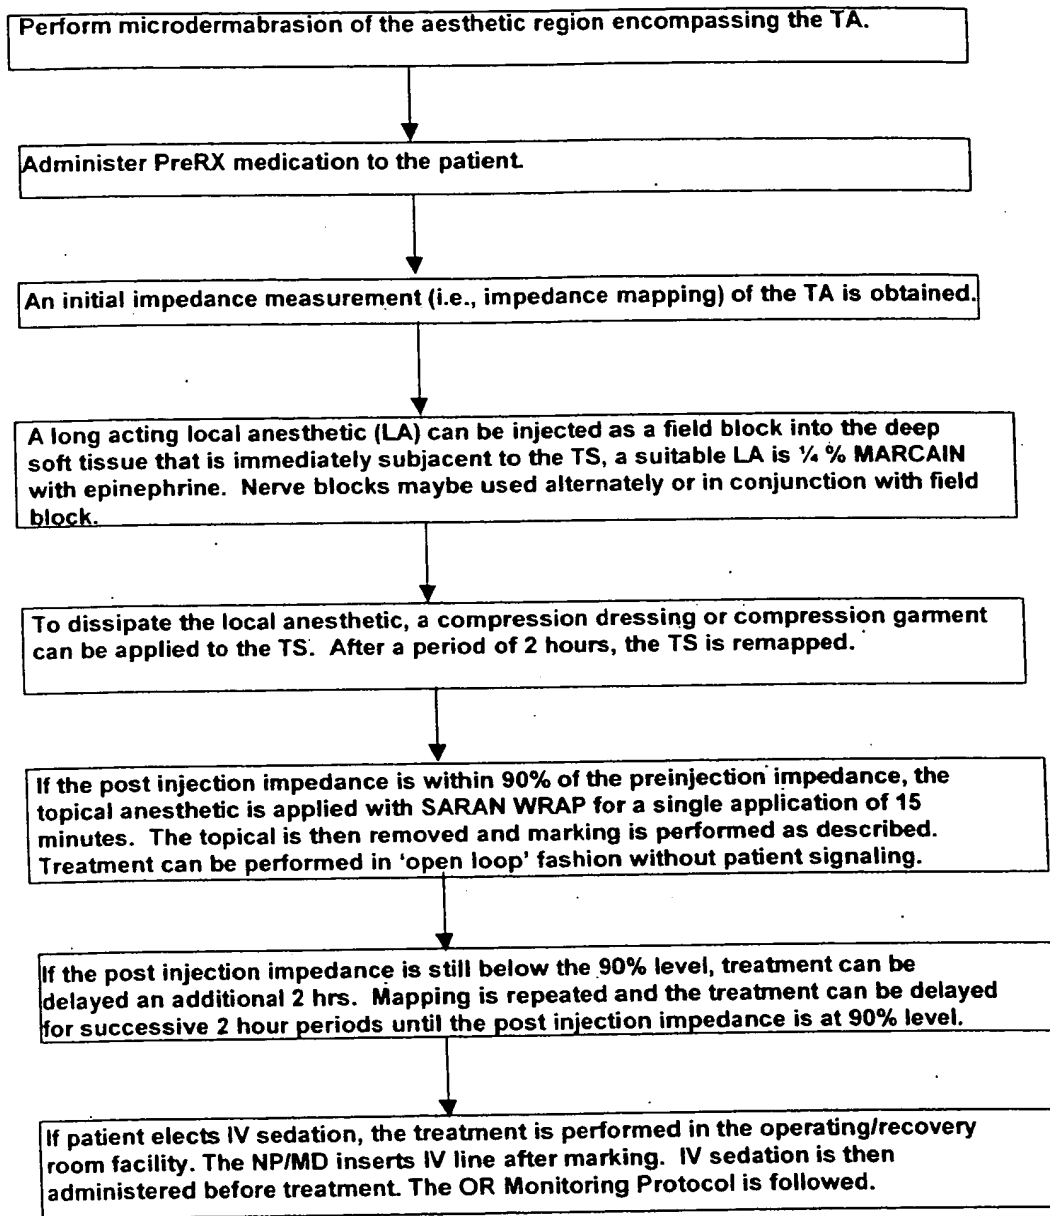 Perform microdermabrasion of the aesthetic region encompassing the TA.
Administer PreRX medication to the patient.
An initial impedance measurement (i.e., impedance mapping) of the TA is obtained.
A long acting local anesthetic (LA) can be injected as a field block into the deep
soft tissue that is immediately subjacent to the TS, a suitable LA is ¼ % MARCAIN
with epinephrine. Nerve blocks maybe used alternately or in conjunction with field
block.
To dissipate the local anesthetic, a compression dressing or compression garment
can be applied to the TS. After a period of 2 hours, the TS is remapped.
If the post injection impedance is within 90% of the preinjection impedance, the
topical anesthetic is applied with SARAN WRAP for a single application of 15
minutes. The topical is then removed and marking is performed as described.
Treatment can be performed in 'open loop' fashion without patient signaling.
If the post injection impedance is still below the 90% level, treatment can be
delayed an additional 2 hrs. Mapping is repeated and the treatment can be delayed
for successive 2 hour periods until the post injection impedance is at 90% level.
If patient elects IV sedation, the treatment is performed in the operating/recovery
room facility. The NP/MD inserts IV line after marking. IV sedation is then
administered before treatment. The OR Monitoring Protocol is followed.